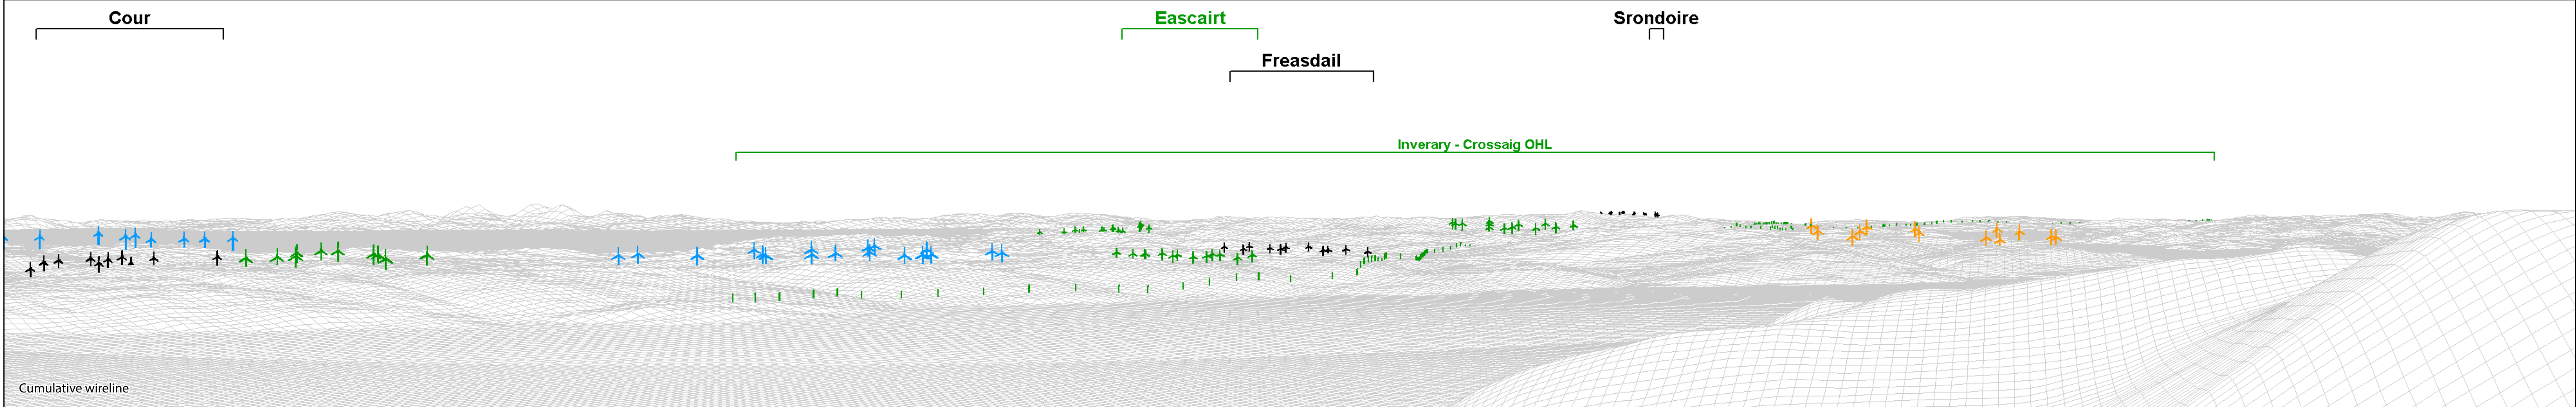 Cour
Eascairt
Srondoire
Freasdail
Inverary - Crossaig OHL
Cumulative wireline